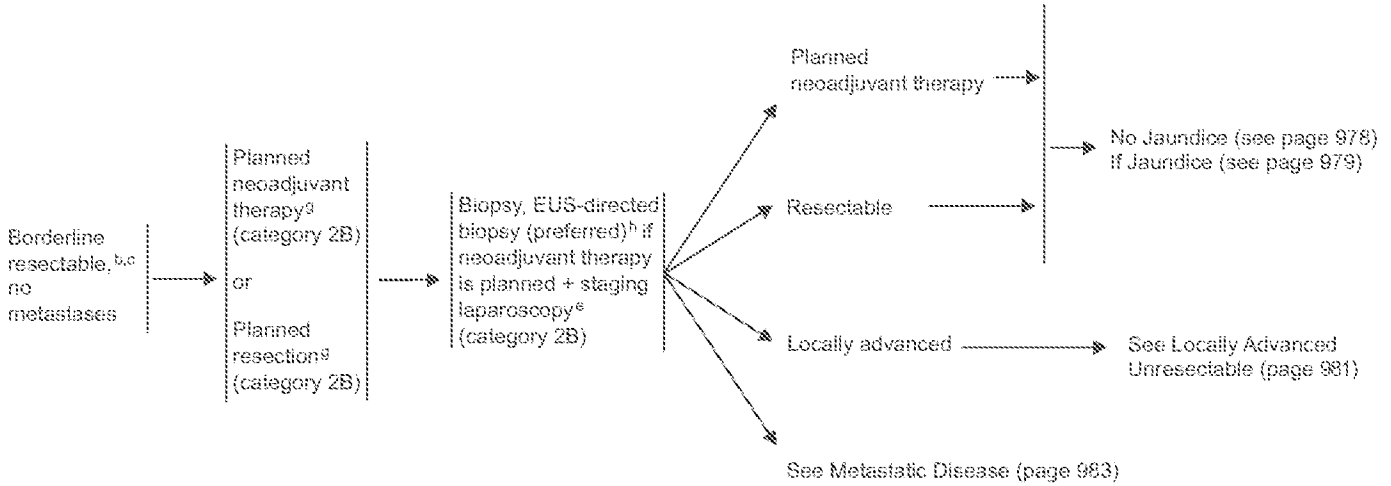 Borderline
resectable,b,c
no
metastases
Planned
neoadjuvant
therapyg
(category 2B)
or
Planned
resectiong
(category 2B)
Biopsy, EUS-directed
biopsy (preferred)h if
neoadjuvant therapy
is planned + staging
laparoscopye
(category 2B)
Planned
neoadjuvant therapy
Resectable
No Jaundice (see page 978)
If Jaundice (see page 979)
Locally advanced
See Locally Advanced
Unresectable (page 981)
See Metastatic Disease (page 983)